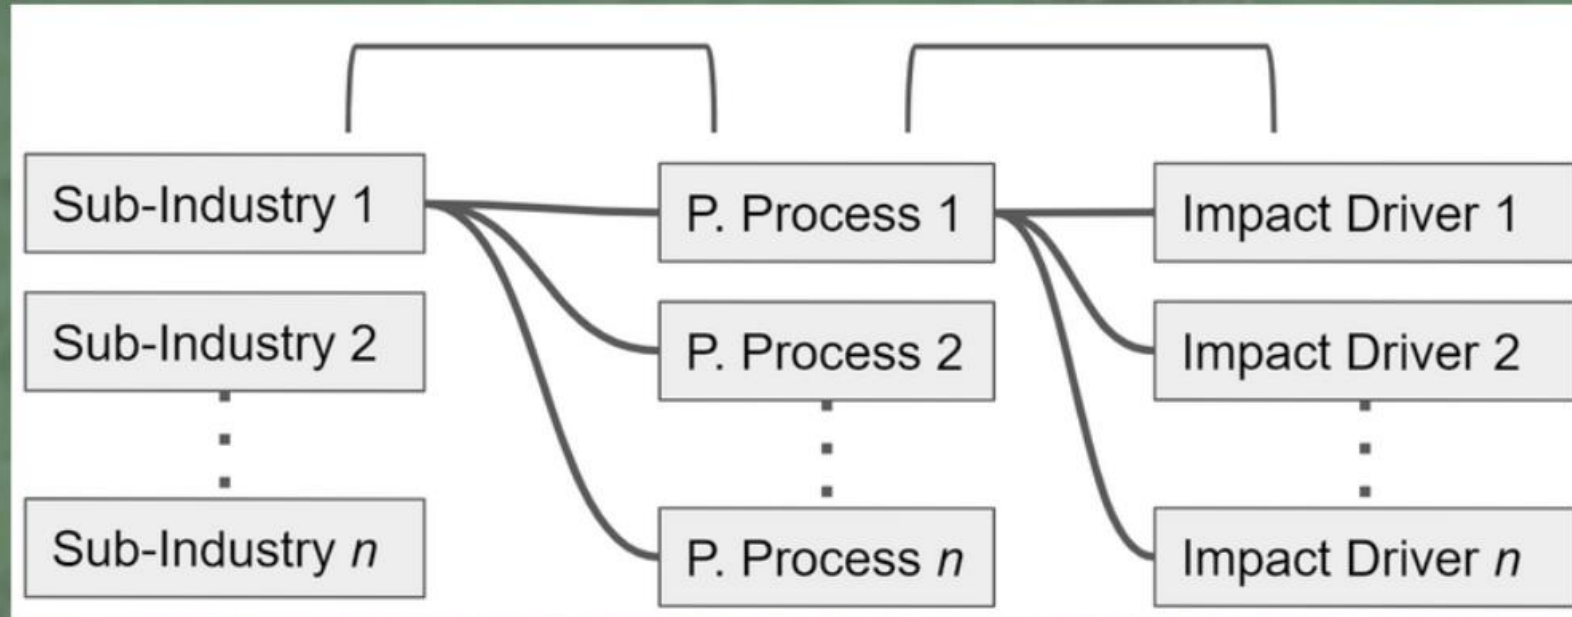 Sub-Industry 1
P. Process 1
Impact Driver 1
Sub-Industry 2
P. Process 2
Impact Driver 2
Sub-Industry n
P. Process n
Impact Driver n